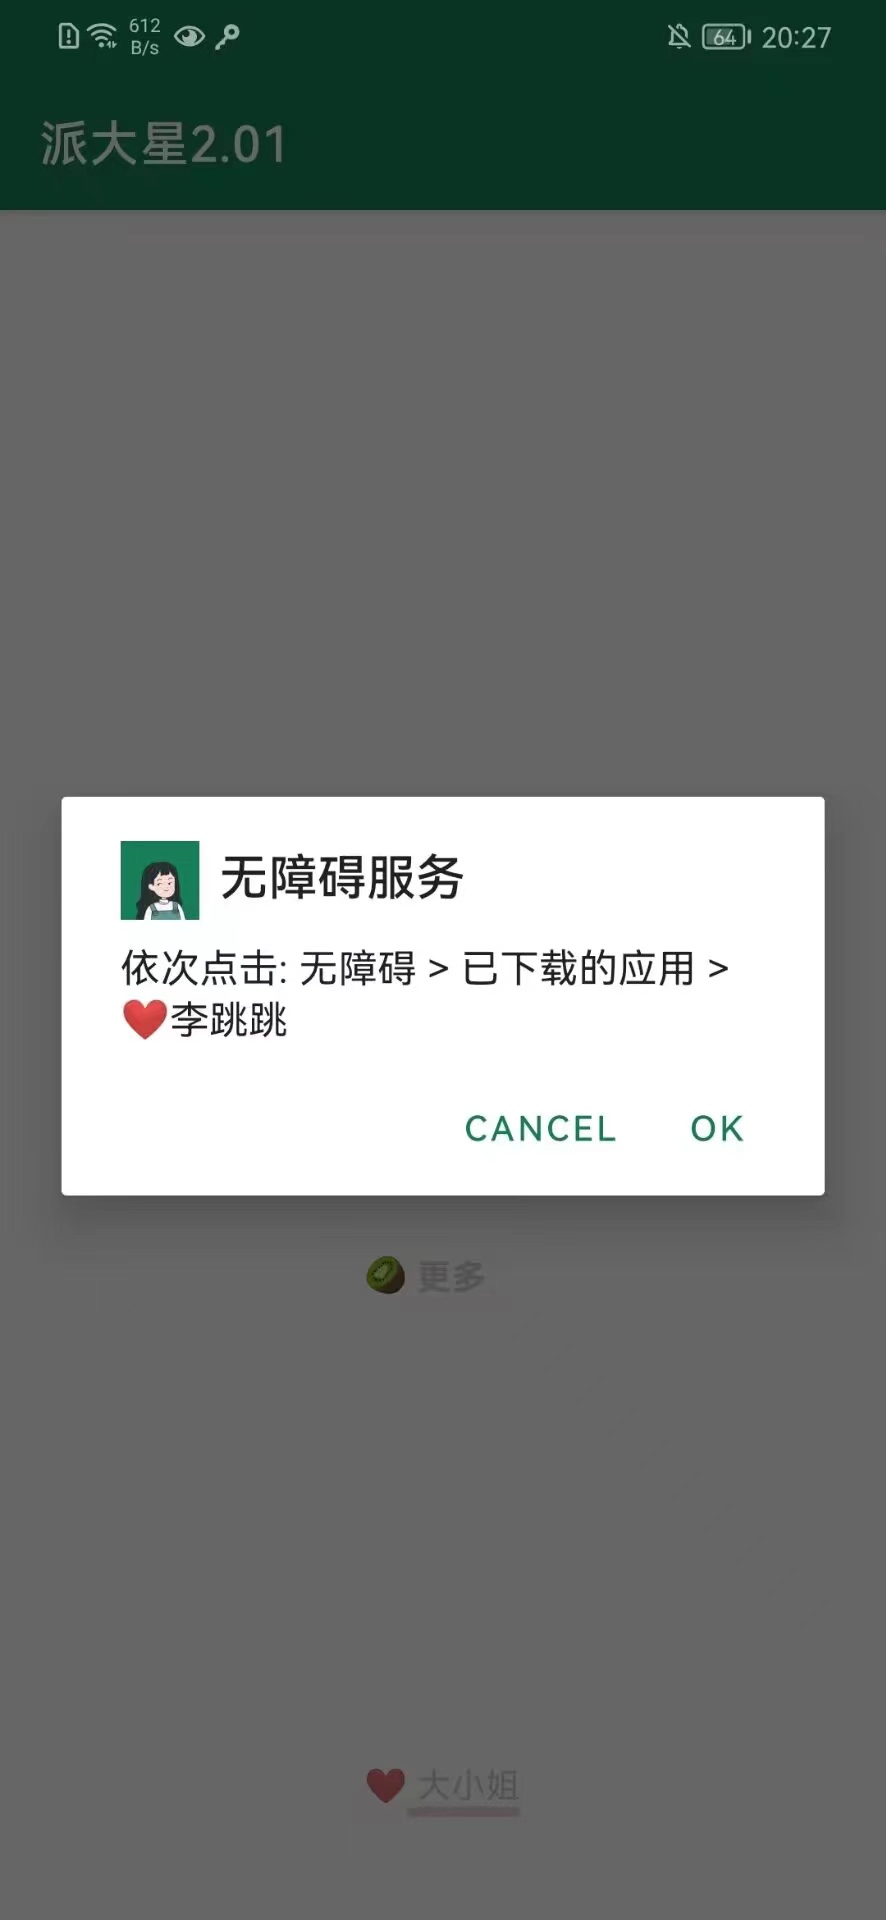 612
B/s
64
20:27
派大星2.01
无障碍服务
依次点击: 无障碍 > 已下载的应用 >
❤️李跳跳
CANCEL OK
🥝 更多
❤️ 大小姐